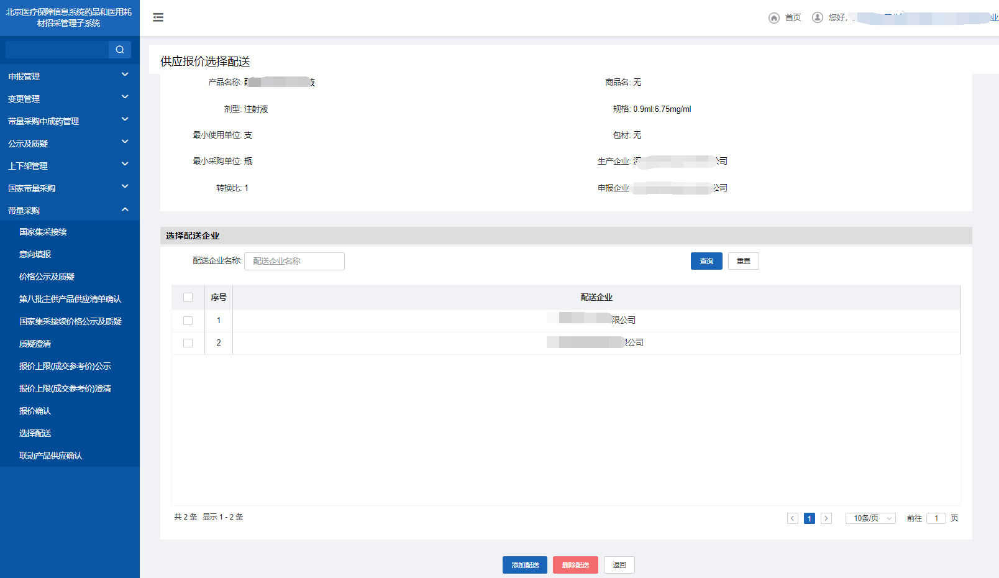 北京医疗保障信息系统药品和医用耗
材招采管理子系统
首页 您好,
申报管理
变更管理
带量采购中成药管理
公示及质疑
上下架管理
国家带量采购
带量采购
国家集采接续
意向填报
价格公示及质疑
第八批主供产品供应清单确认
国家集采接续价格公示及质疑
质疑澄清
报价上限(成交参考价)公示
报价上限(成交参考价)澄清
报价确认
选择配送
联动产品供应确认
供应报价选择配送
产品名称: 商品名: 无
剂型: 注射液 规格: 0.9ml:6.75mg/ml
最小使用单位: 支 包材: 无
最小采购单位: 瓶 生产企业: 公司
转换比: 1 申报企业 公司
选择配送企业
配送企业名称: 配送企业名称 查询 重置
序号 配送企业
1 限公司
2 公司
共 2 条 显示 1 - 2 条 1 10条/页 前往 1 页
添加配送 删除配送 返回